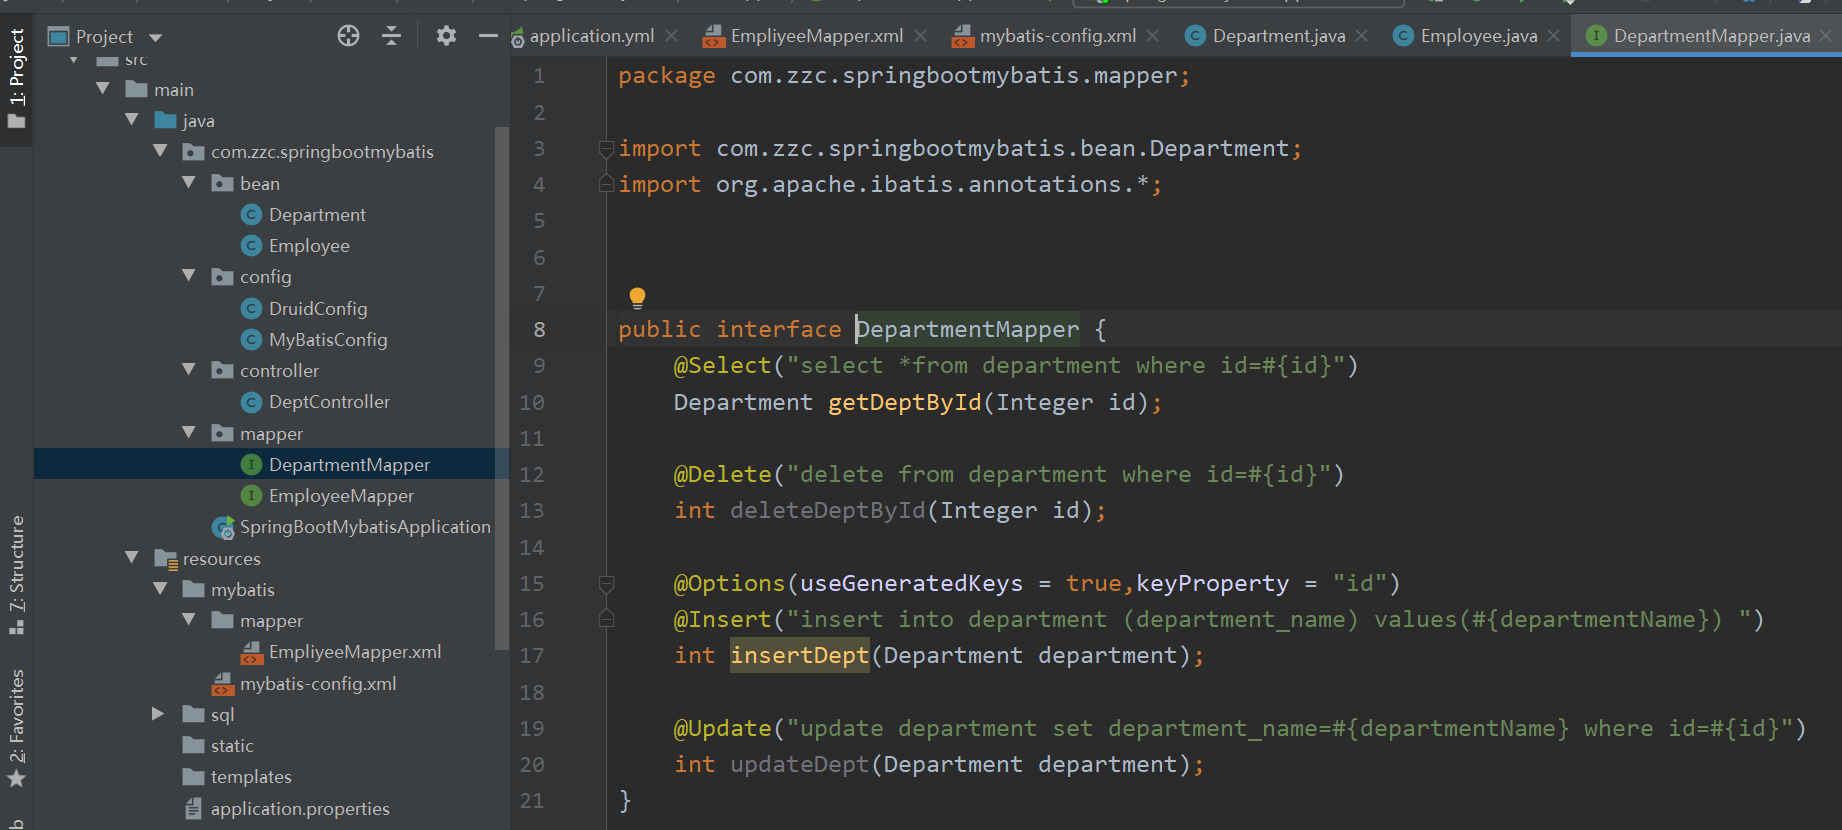 1: Project
7: Structure
2: Favorites
Project
src
main
java
com.zzc.springbootmybatis
bean
Department
Employee
config
DruidConfig
MyBatisConfig
controller
DeptController
mapper
DepartmentMapper
EmployeeMapper
SpringBootMybatisApplication
resources
mybatis
mapper
EmpliyeeMapper.xml
mybatis-config.xml
sql
static
templates
application.properties
application.yml
EmpliyeeMapper.xml
mybatis-config.xml
Department.java
Employee.java
DepartmentMapper.java
1 package com.zzc.springbootmybatis.mapper;
2
3 import com.zzc.springbootmybatis.bean.Department;
4 import org.apache.ibatis.annotations.*;
5
6
7
8 public interface DepartmentMapper {
9 @Select("select *from department where id=#{id}")
10 Department getDeptById(Integer id);
11
12 @Delete("delete from department where id=#{id}")
13 int deleteDeptById(Integer id);
14
15 @Options(useGeneratedKeys = true,keyProperty = "id")
16 @Insert("insert into department (department_name) values(#{departmentName}) ")
17 int insertDept(Department department);
18
19 @Update("update department set department_name=#{departmentName} where id=#{id}")
20 int updateDept(Department department);
21 }